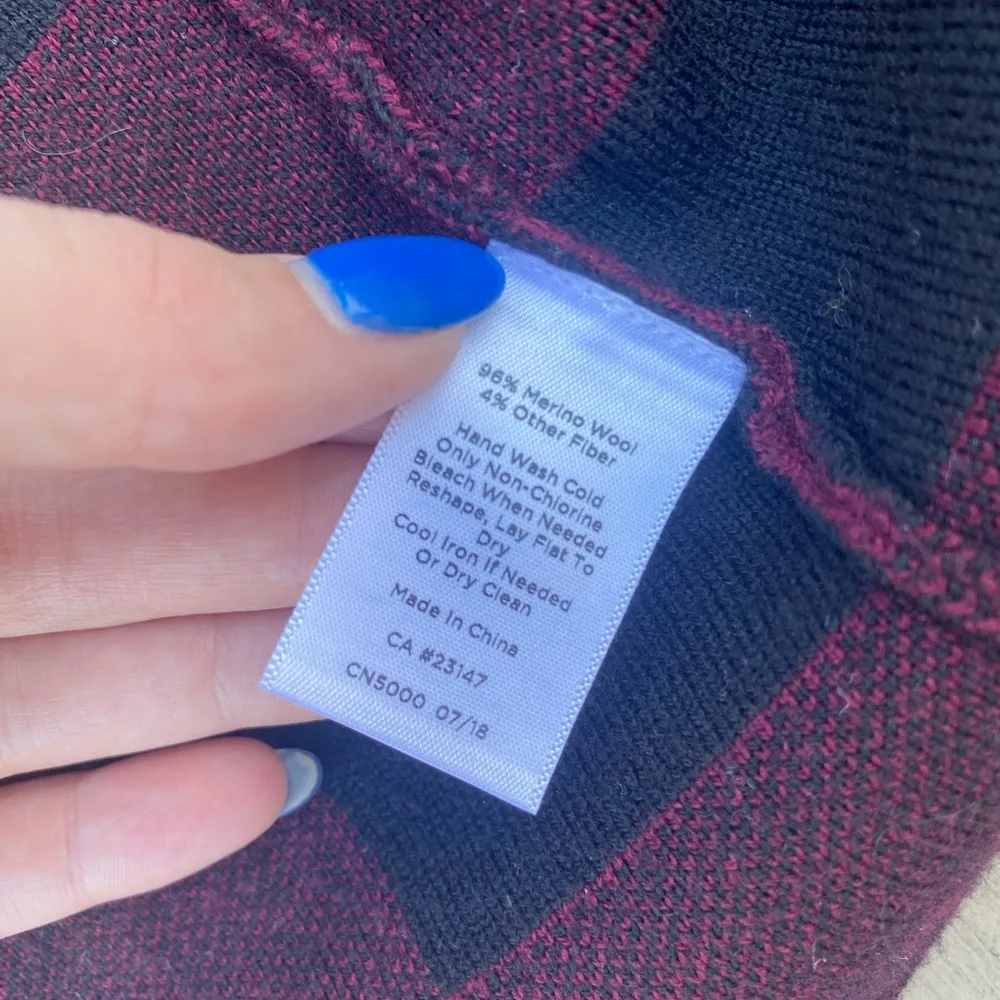 96% Merino Wool
4% Other Fiber
Hand Wash Cold
Only Non-Chlorine
Bleach When Needed
Reshape, Lay Flat To
Dry
Cool Iron If Needed
Or Dry Clean
Made In China
CA #23147
CN5000 07/18